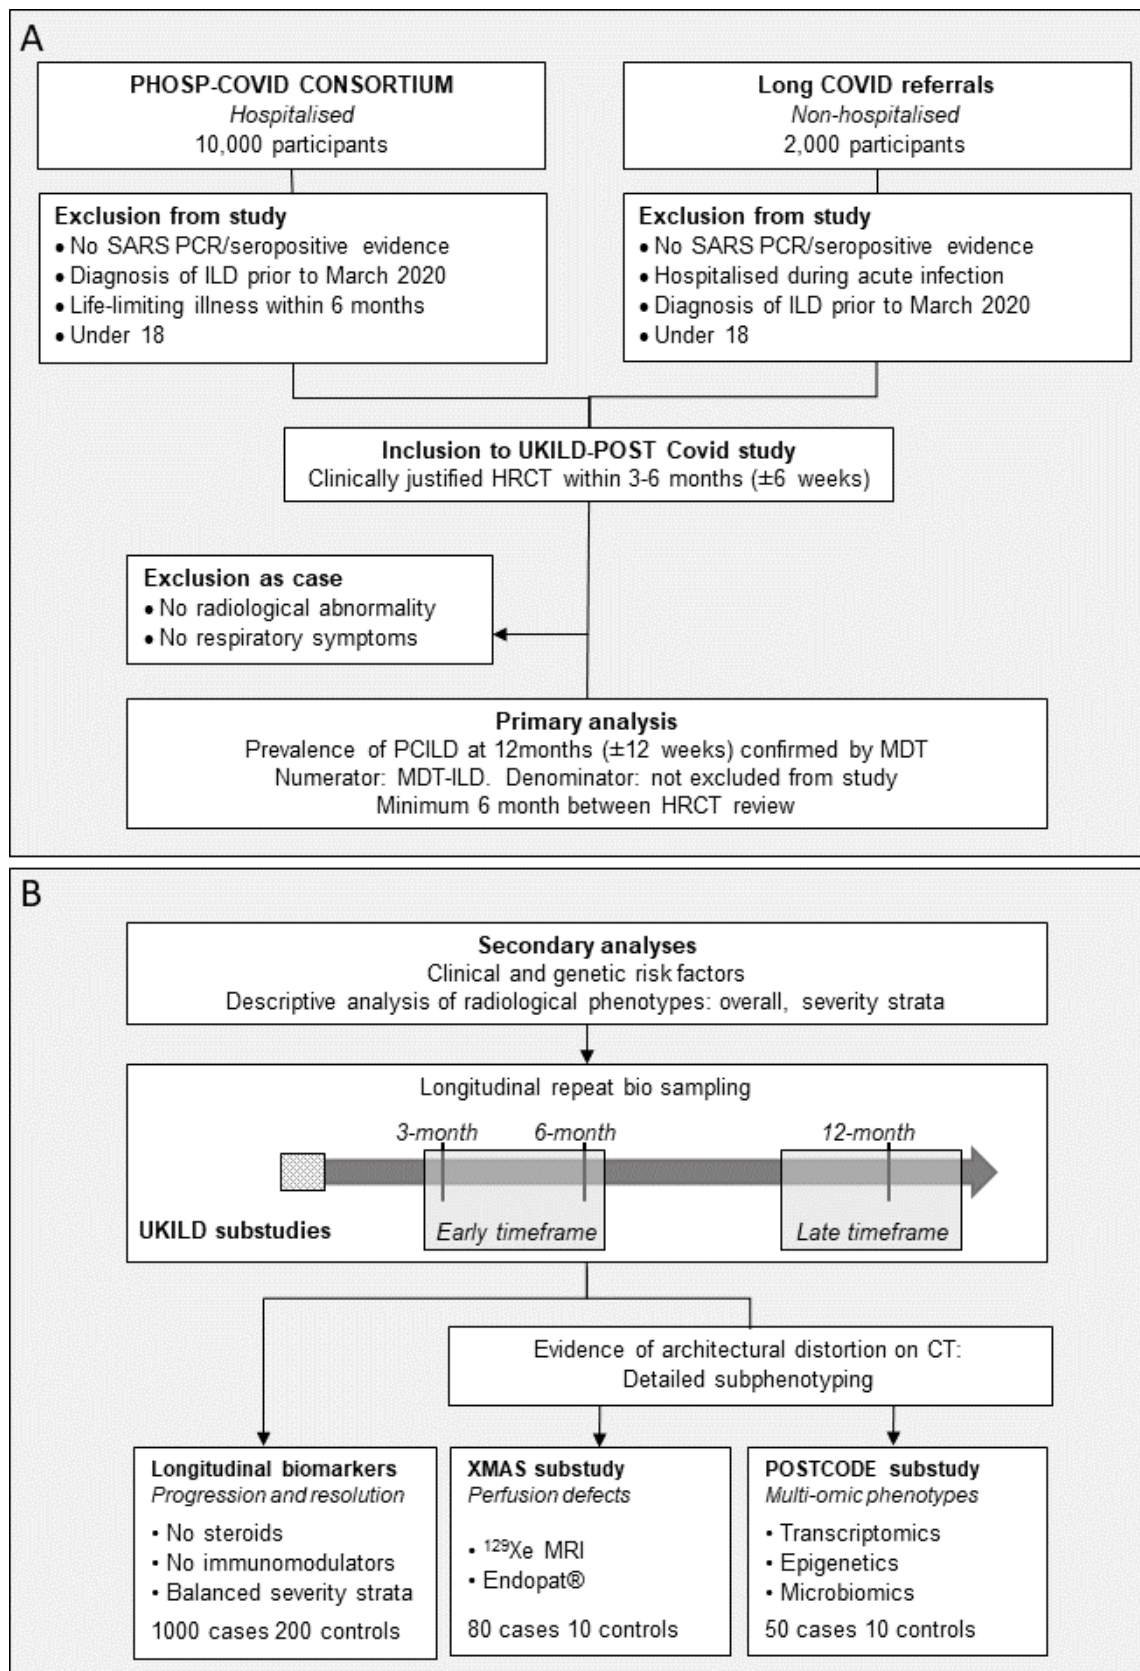 A
PHOSP-COVID CONSORTIUM
Hospitalised
10,000 participants
Long COVID referrals
Non-hospitalised
2,000 participants
Exclusion from study
• No SARS PCR/seropositive evidence
• Diagnosis of ILD prior to March 2020
• Life-limiting illness within 6 months
• Under 18
Exclusion from study
• No SARS PCR/seropositive evidence
• Hospitalised during acute infection
• Diagnosis of ILD prior to March 2020
• Under 18
Inclusion to UKILD-POST Covid study
Clinically justified HRCT within 3-6 months (±6 weeks)
Exclusion as case
• No radiological abnormality
• No respiratory symptoms
Primary analysis
Prevalence of PCILD at 12months (±12 weeks) confirmed by MDT
Numerator: MDT-ILD. Denominator: not excluded from study
Minimum 6 month between HRCT review
B
Secondary analyses
Clinical and genetic risk factors
Descriptive analysis of radiological phenotypes: overall, severity strata
Longitudinal repeat bio sampling
3-month 6-month 12-month
UKILD substudies Early timeframe Late timeframe
Evidence of architectural distortion on CT:
Detailed subphenotyping
Longitudinal biomarkers
Progression and resolution
• No steroids
• No immunomodulators
• Balanced severity strata
1000 cases 200 controls
XMAS substudy
Perfusion defects
• ¹²⁹Xe MRI
• Endopat®
80 cases 10 controls
POSTCODE substudy
Multi-omic phenotypes
• Transcriptomics
• Epigenetics
• Microbiomics
50 cases 10 controls